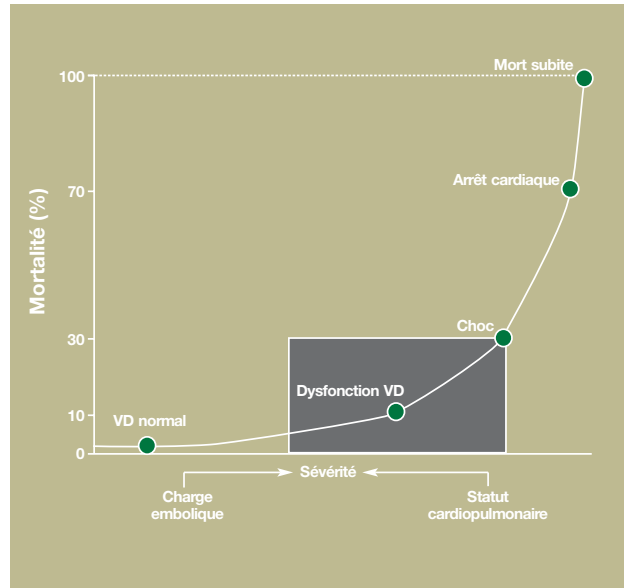 Mort subite
100
Arrêt cardiaque
70
Mortalité (%)
Choc
30
Dysfonction VD
VD normal
10
0
Sévérité
Charge
embolique
Statut
cardiopulmonaire